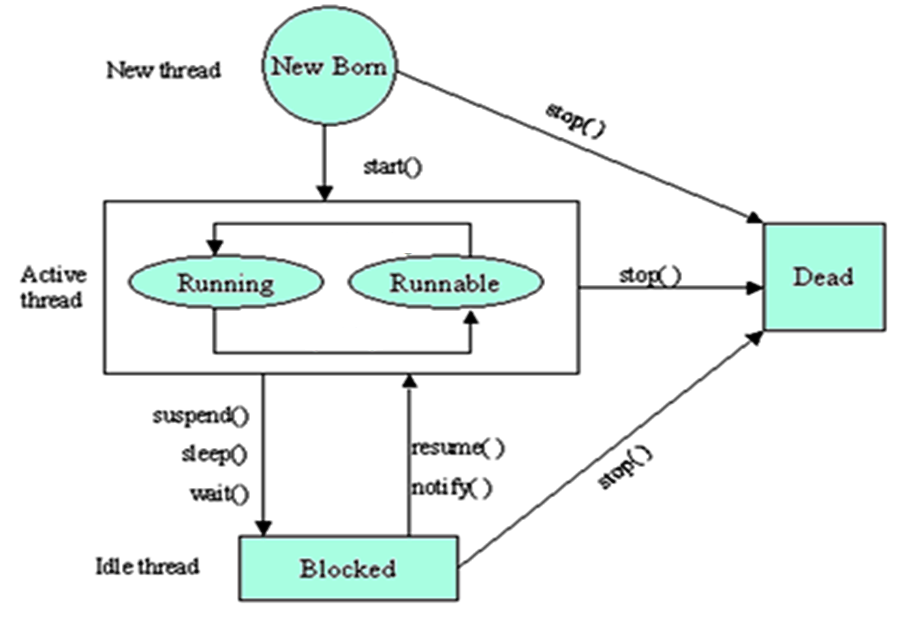 New thread
New Born
stop( )
start()
Active
thread
Running
Runnable
stop( )
Dead
suspend()
sleep()
wait()
resume( )
notify( )
stop( )
Idle thread
Blocked